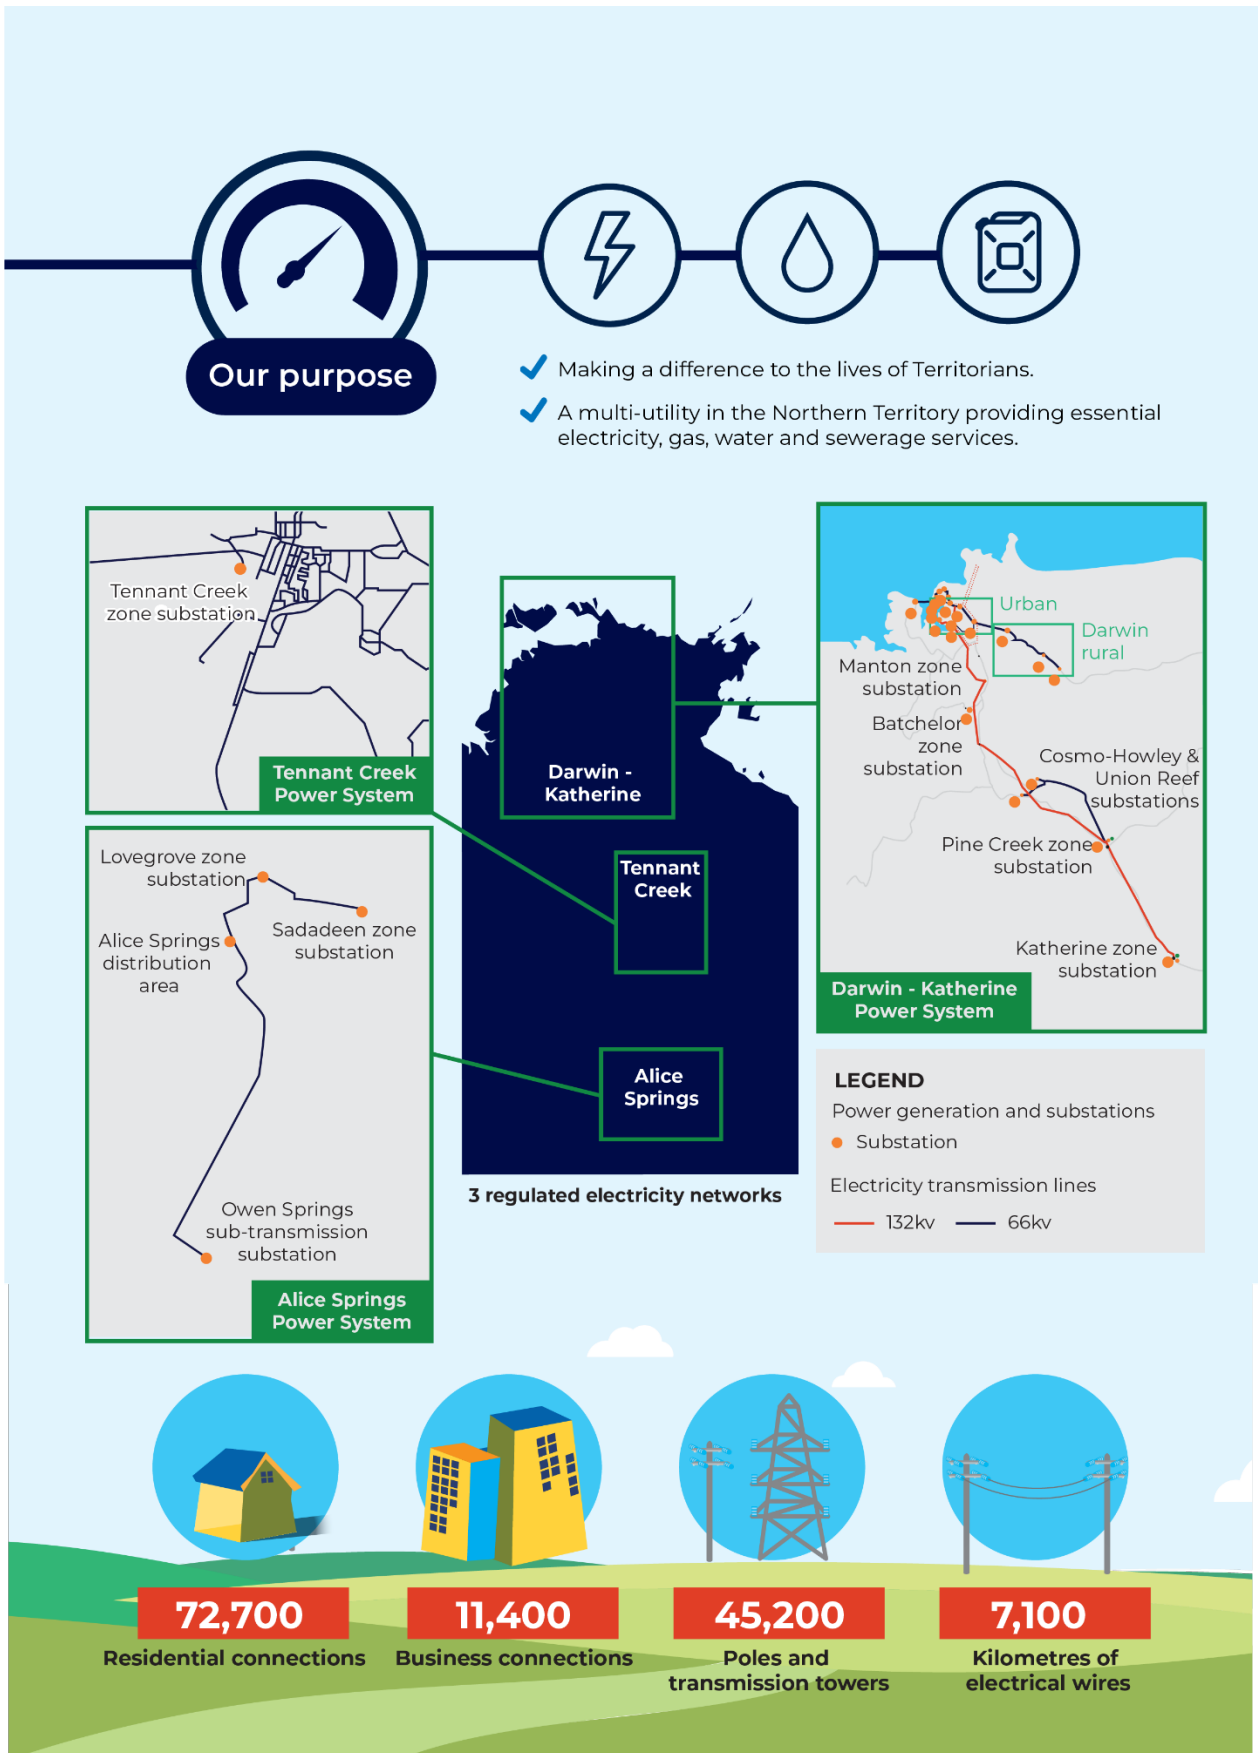 Our purpose
Making a difference to the lives of Territorians.
A multi-utility in the Northern Territory providing essential
electricity, gas, water and sewerage services.
Tennant Creek
zone substation
Tennant Creek
Power System
Lovegrove zone
substation
Sadadeen zone
substation
Alice Springs
distribution
area
Owen Springs
sub-transmission
substation
Alice Springs
Power System
Darwin -
Katherine
Tennant
Creek
Alice
Springs
3 regulated electricity networks
Urban
Darwin
rural
Manton zone
substation
Batchelor
zone
substation
Cosmo-Howley &
Union Reef
substations
Pine Creek zone
substation
Katherine zone
substation
Darwin - Katherine
Power System
LEGEND
Power generation and substations
Substation
Electricity transmission lines
132kv
66kv
72,700
Residential connections
11,400
Business connections
45,200
Poles and
transmission towers
7,100
Kilometres of
electrical wires